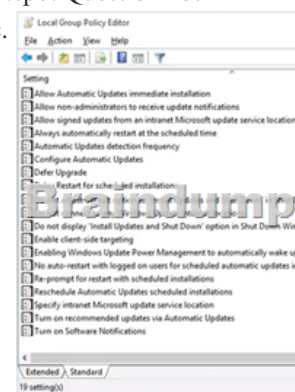 Local Group Policy Editor
File Action View Help
Setting
Allow Automatic Updates immediate installation
Allow non-administrators to receive update notifications
Allow signed updates from an intranet Microsoft update service location
Always automatically restart at the scheduled time
Automatic Updates detection frequency
Configure Automatic Updates
Defer Upgrade
Restart for scheduled installation
Braindump
Do not display 'Install Updates and Shut Down' option in Shut Down Win
Enable client-side targeting
Enabling Windows Update Power Management to automatically wake u
No auto-restart with logged on users for scheduled automatic updates i
Re-prompt for restart with scheduled installations
Reschedule Automatic Updates scheduled installations
Specify intranet Microsoft update service location
Turn on recommended updates via Automatic Updates
Turn on Software Notifications
Extended Standard
19 setting(s)